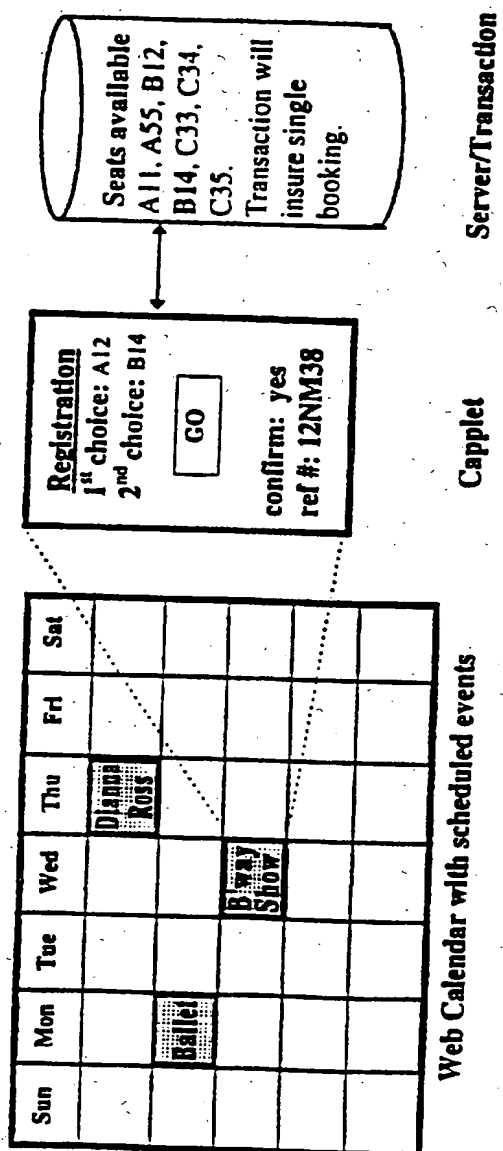 Sun Mon Tue Wed Thu Fri Sat
Dianna
Ross
Ballet
B'way
Show
Web Calendar with scheduled events
Registration
1st choice: A12
2nd choice: B14
GO
confirm: yes
ref #: 12NM38
Capplet
Seats available
A11, A55, B12,
B14, C33, C34,
C35.
Transaction will
insure single
booking.
Server/Transaction